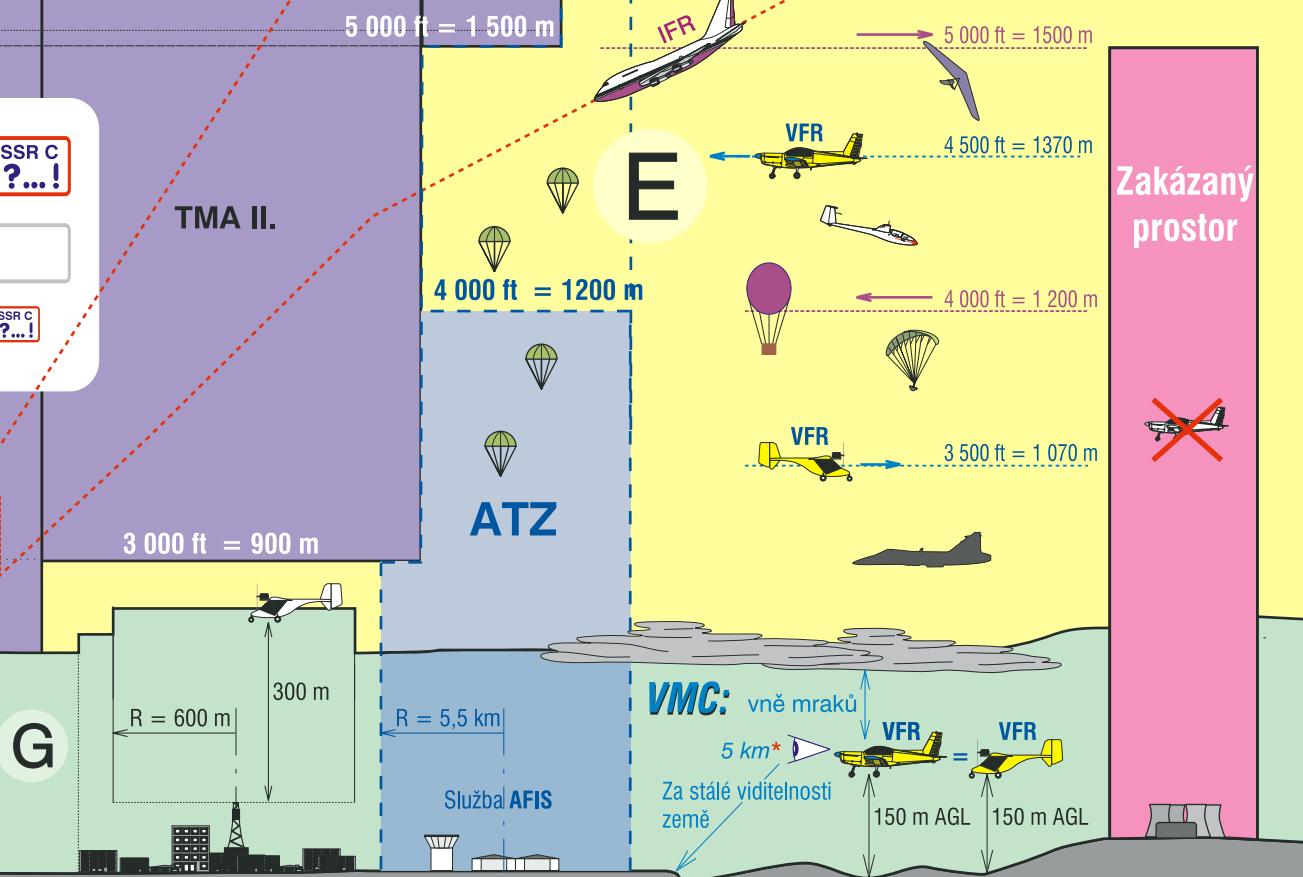 5 000 ft = 1 500 m
IFR
5 000 ft = 1500 m
SSR C
?...!
VFR
4 500 ft = 1370 m
E
Zakázaný
prostor
TMA II.
4 000 ft = 1200 m
4 000 ft = 1 200 m
SSR C
?...!
VFR
3 500 ft = 1 070 m
ATZ
3 000 ft = 900 m
300 m
VMC: vně mraků
R = 600 m
R = 5,5 km
G
VFR
VFR
5 km*
=
Za stálé viditelnosti
země
Služba AFIS
150 m AGL
150 m AGL